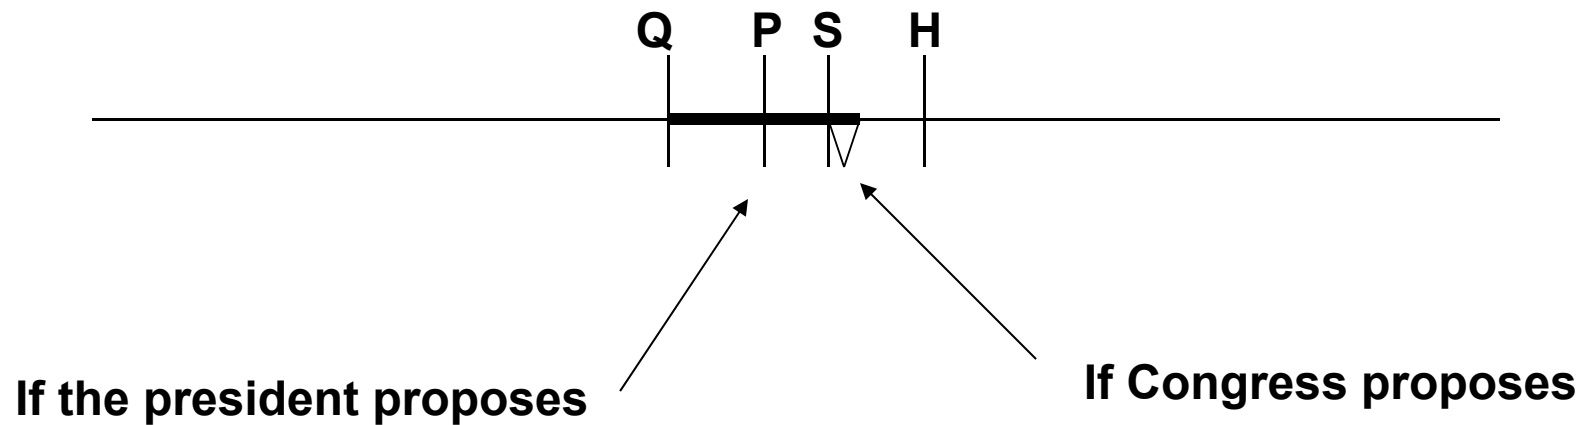 Q P S H
If the president proposes
If Congress proposes